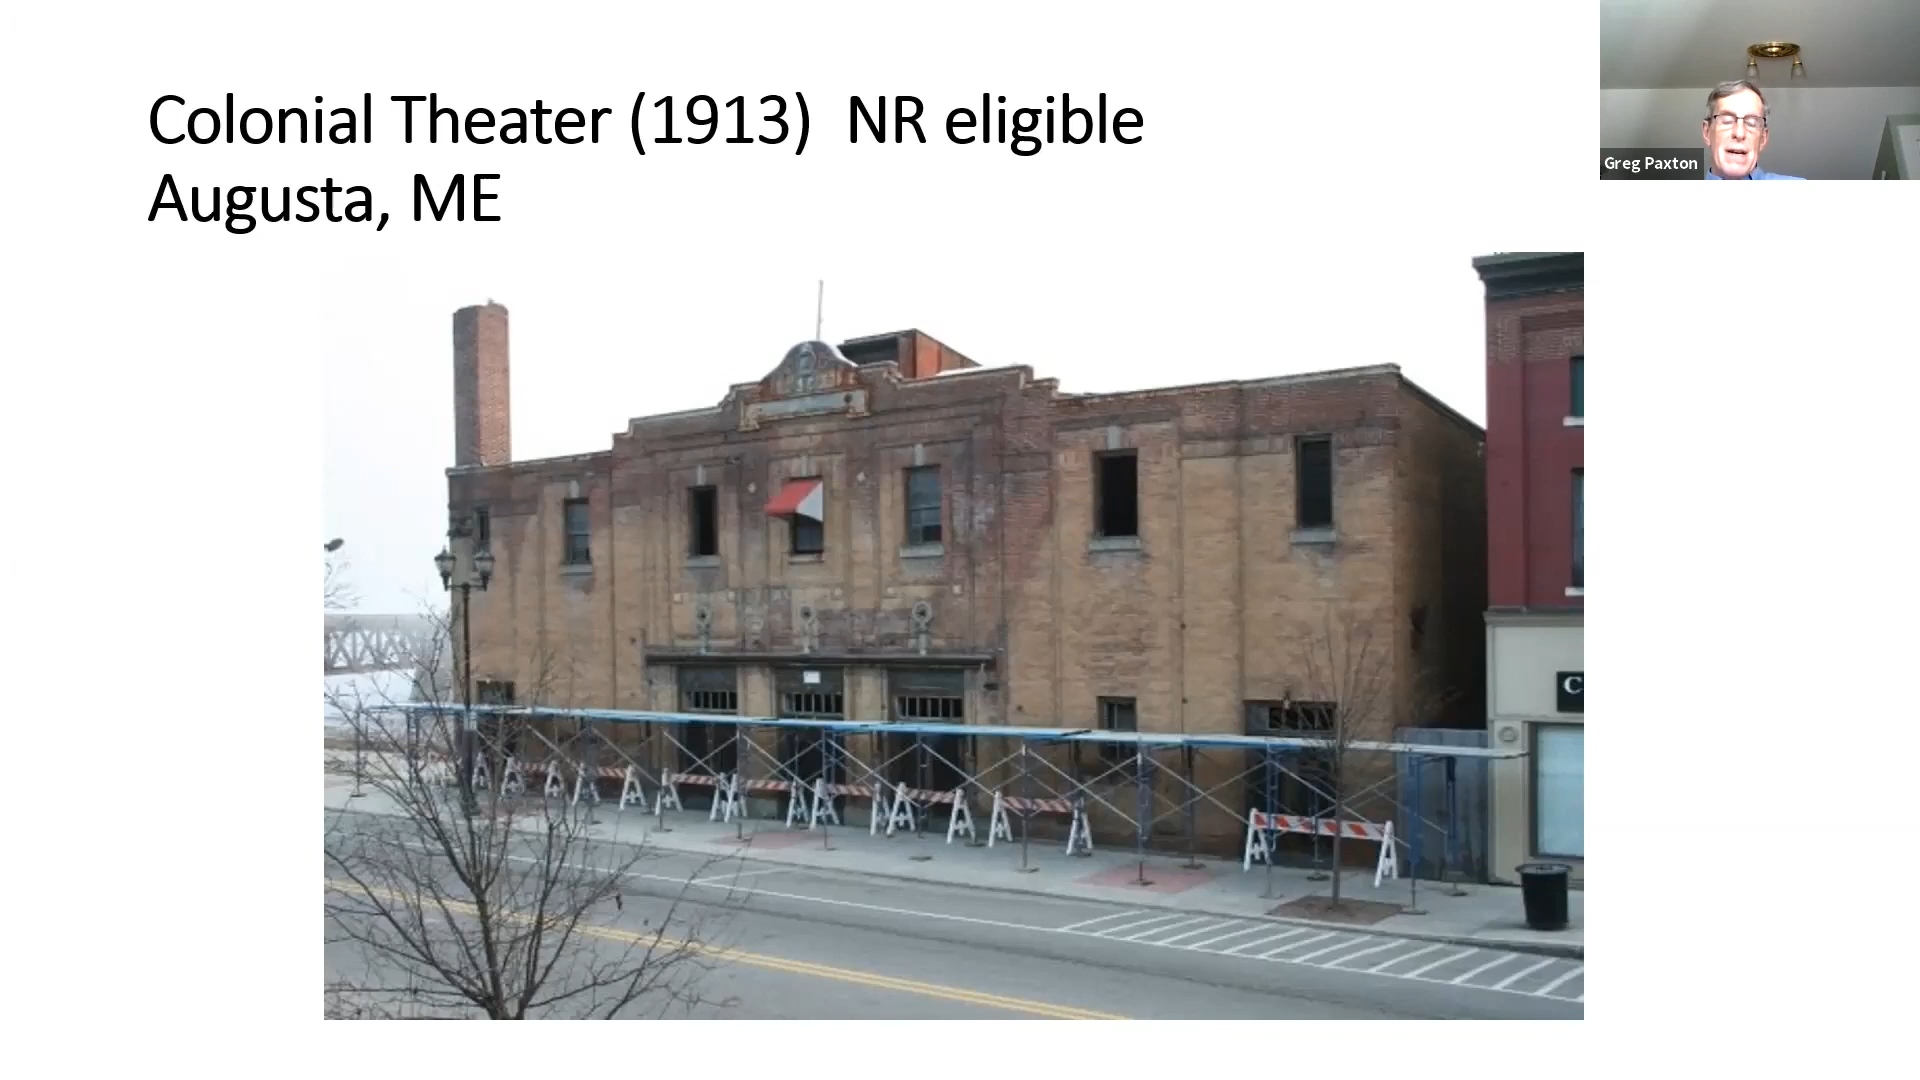 Colonial Theater (1913)  NR eligible
Augusta, ME
Greg Paxton
C